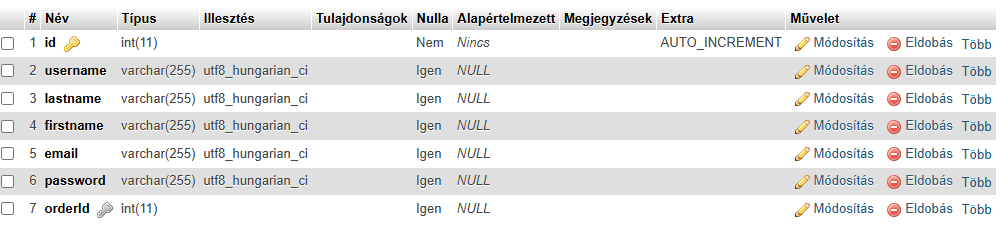 # Név Típus Illesztés Tulajdonságok Nulla Alapértelmezett Megjegyzések Extra Művelet
1 id int(11) Nem Nincs AUTO_INCREMENT Módosítás Eldobás Több
2 username varchar(255) utf8_hungarian_ci Igen NULL Módosítás Eldobás Több
3 lastname varchar(255) utf8_hungarian_ci Igen NULL Módosítás Eldobás Több
4 firstname varchar(255) utf8_hungarian_ci Igen NULL Módosítás Eldobás Több
5 email varchar(255) utf8_hungarian_ci Igen NULL Módosítás Eldobás Több
6 password varchar(255) utf8_hungarian_ci Igen NULL Módosítás Eldobás Több
7 orderId int(11) Igen NULL Módosítás Eldobás Több